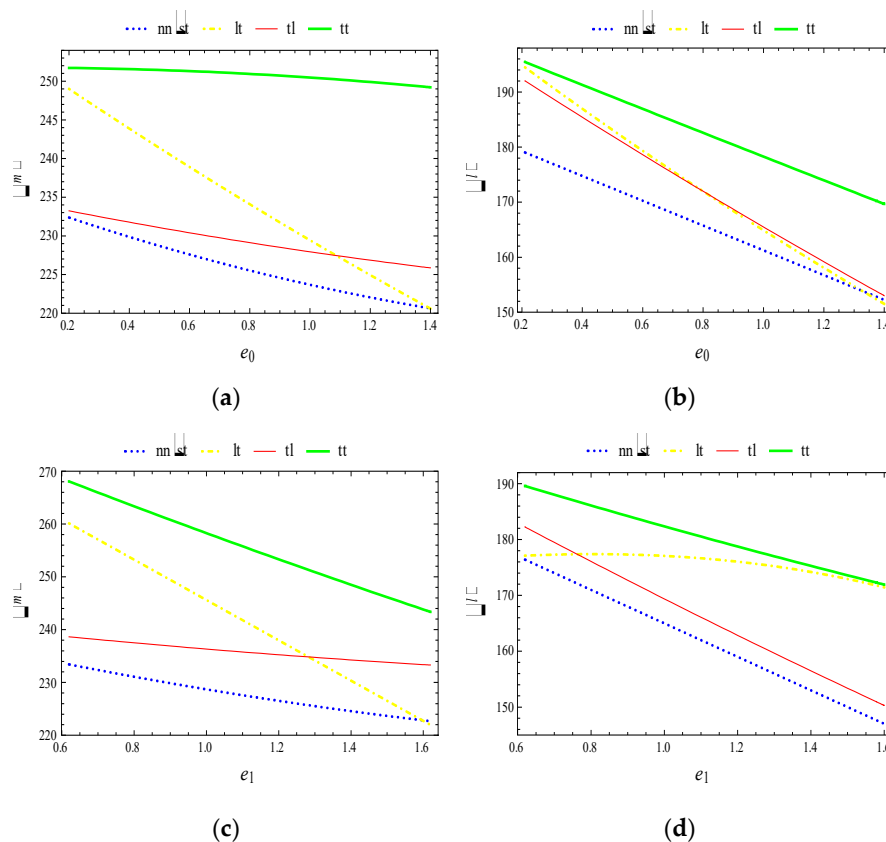 nn st lt tl tt
nn st lt tl tt
250
245
240
235
230
225
220
m
0.2 0.4 0.6 0.8 1.0 1.2 1.4
e0
190
180
170
160
150
l
0.2 0.4 0.6 0.8 1.0 1.2 1.4
e0
(a)
(b)
nn st lt tl tt
nn st lt tl tt
270
260
250
240
230
220
m
0.6 0.8 1.0 1.2 1.4 1.6
e1
190
180
170
160
150
l
0.6 0.8 1.0 1.2 1.4 1.6
e1
(c)
(d)